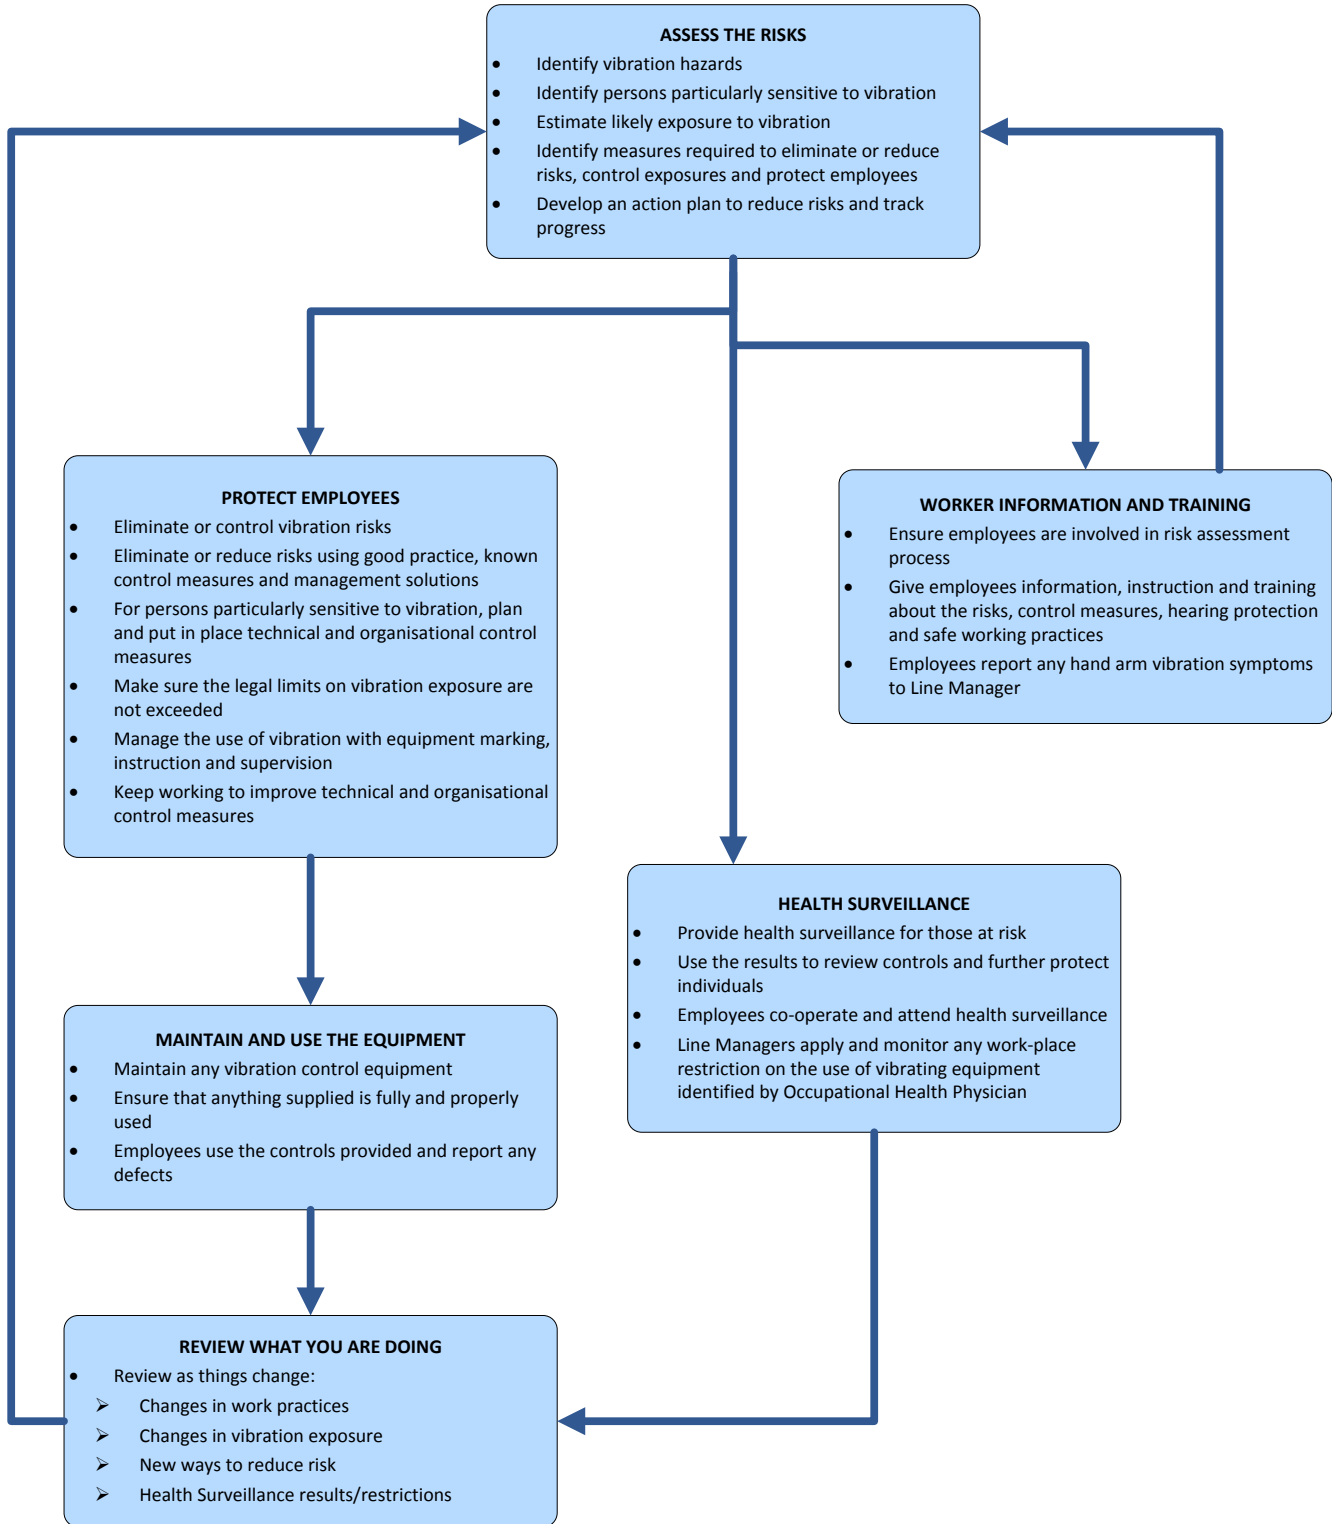 ASSESS THE RISKS
• Identify vibration hazards
• Identify persons particularly sensitive to vibration
• Estimate likely exposure to vibration
• Identify measures required to eliminate or reduce
risks, control exposures and protect employees
• Develop an action plan to reduce risks and track
progress
PROTECT EMPLOYEES
• Eliminate or control vibration risks
• Eliminate or reduce risks using good practice, known
control measures and management solutions
• For persons particularly sensitive to vibration, plan
and put in place technical and organisational control
measures
• Make sure the legal limits on vibration exposure are
not exceeded
• Manage the use of vibration with equipment marking,
instruction and supervision
• Keep working to improve technical and organisational
control measures
WORKER INFORMATION AND TRAINING
• Ensure employees are involved in risk assessment
process
• Give employees information, instruction and training
about the risks, control measures, hearing protection
and safe working practices
• Employees report any hand arm vibration symptoms
to Line Manager
HEALTH SURVEILLANCE
• Provide health surveillance for those at risk
• Use the results to review controls and further protect
individuals
• Employees co-operate and attend health surveillance
• Line Managers apply and monitor any work-place
restriction on the use of vibrating equipment
identified by Occupational Health Physician
MAINTAIN AND USE THE EQUIPMENT
• Maintain any vibration control equipment
• Ensure that anything supplied is fully and properly
used
• Employees use the controls provided and report any
defects
REVIEW WHAT YOU ARE DOING
• Review as things change:
➢ Changes in work practices
➢ Changes in vibration exposure
➢ New ways to reduce risk
➢ Health Surveillance results/restrictions